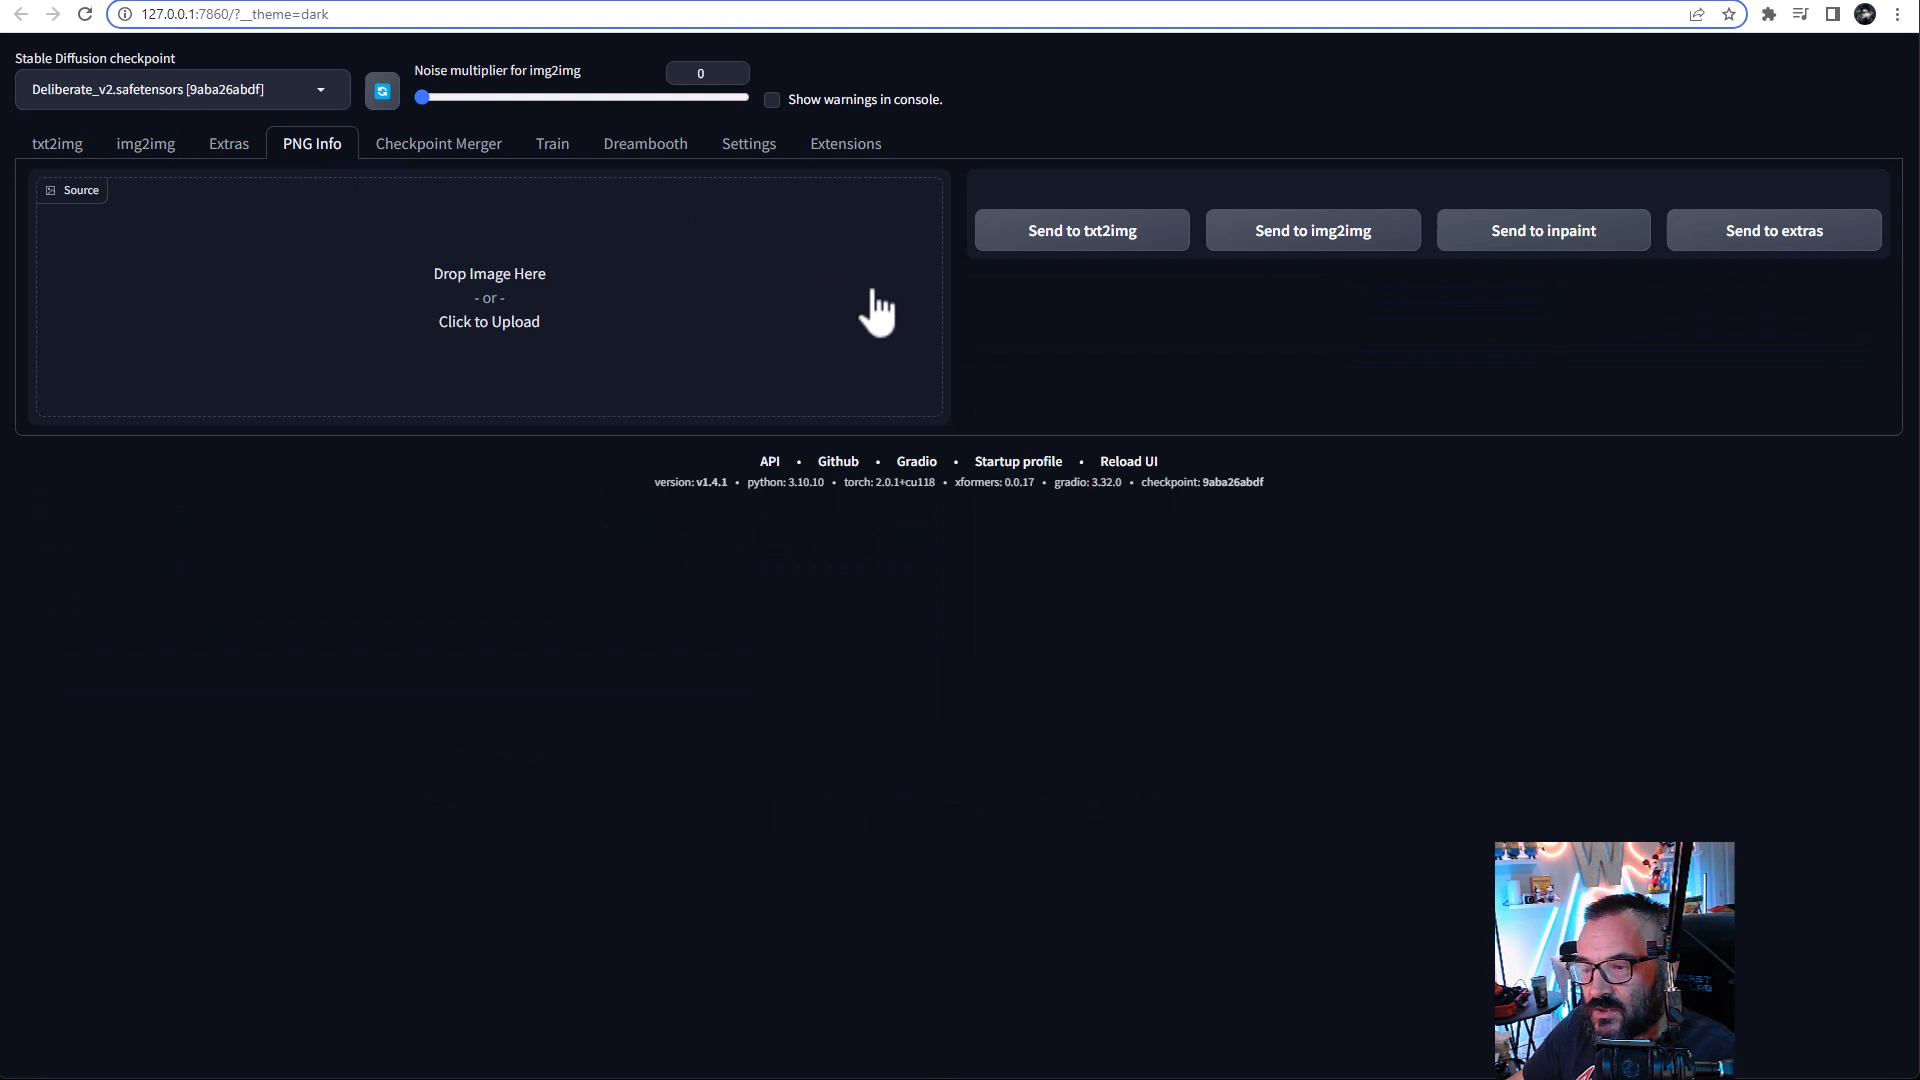 127.0.0.1:7860/?__theme=dark
Stable Diffusion checkpoint
Deliberate_v2.safetensors [9aba26abdf]
Noise multiplier for img2img
0
Show warnings in console.
txt2img
img2img
Extras
PNG Info
Checkpoint Merger
Train
Dreambooth
Settings
Extensions
Source
Drop Image Here
- or -
Click to Upload
Send to txt2img
Send to img2img
Send to inpaint
Send to extras
API • Github • Gradio • Startup profile • Reload UI
version: v1.4.1 • python: 3.10.10 • torch: 2.0.1+cu118 • xformers: 0.0.17 • gradio: 3.32.0 • checkpoint: 9aba26abdf
W